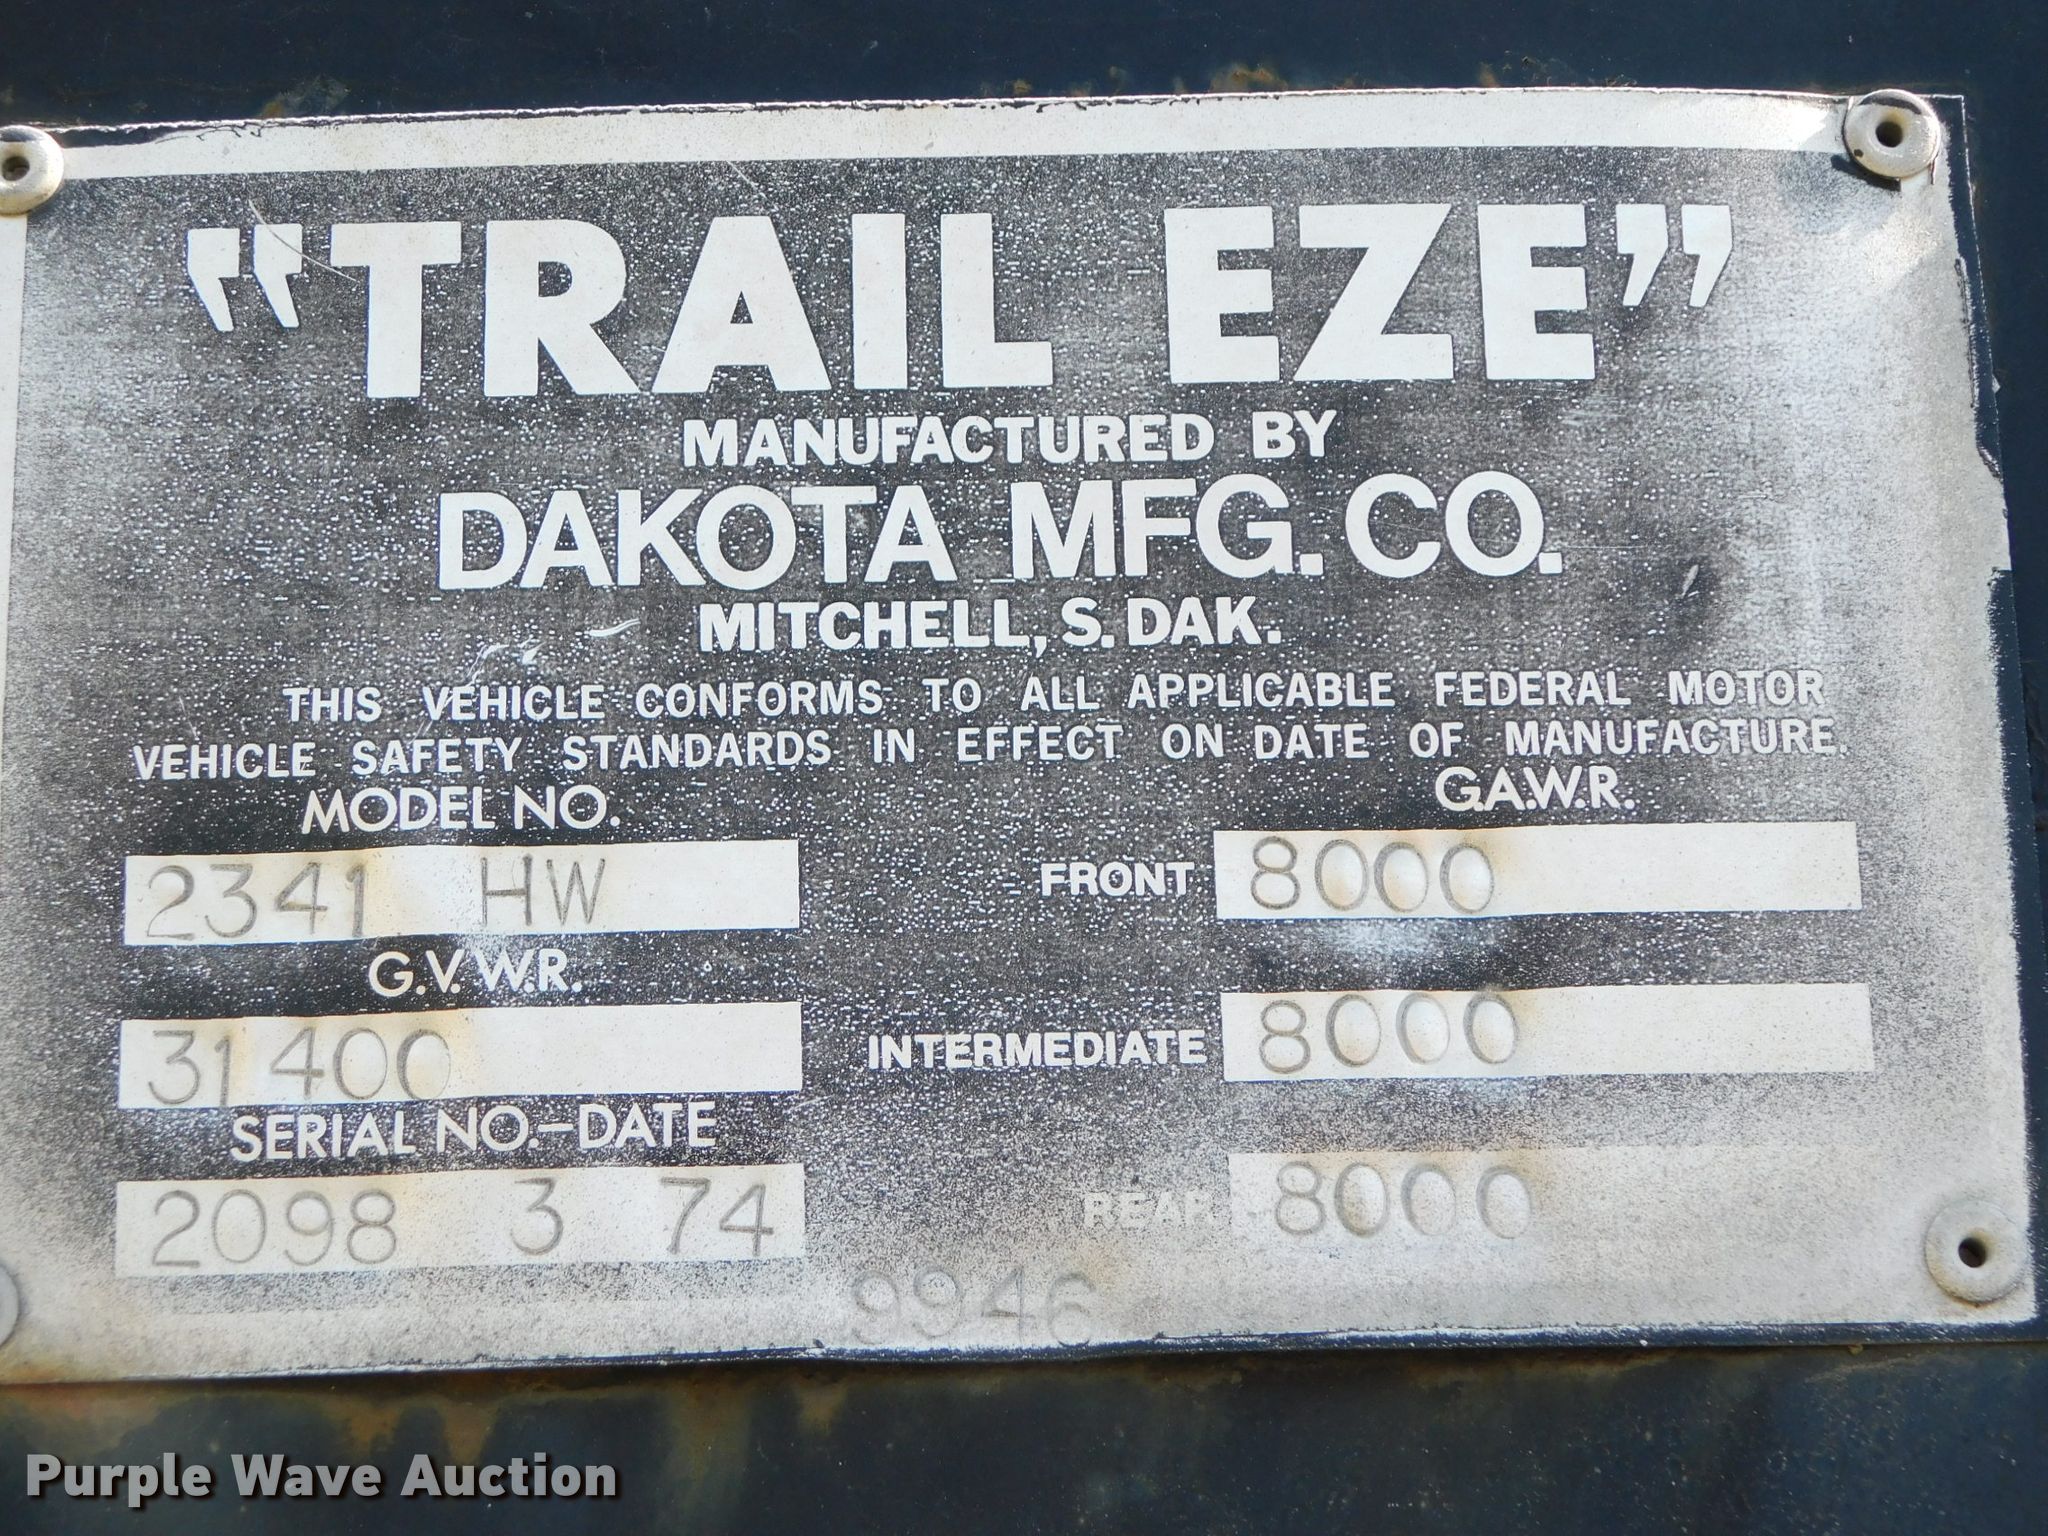 "TRAIL EZE"
MANUFACTURED BY
DAKOTA MFG. CO.
MITCHELL, S. DAK.
THIS VEHICLE CONFORMS TO ALL APPLICABLE FEDERAL MOTOR
VEHICLE SAFETY STANDARDS IN EFFECT ON DATE OF MANUFACTURE.
MODEL NO.
2341 HW
G.V.W.R.
31400
SERIAL NO.-DATE
2098 3 74
G.A.W.R.
FRONT 8000
INTERMEDIATE 8000
REAR 8000
9946
Purple Wave Auction